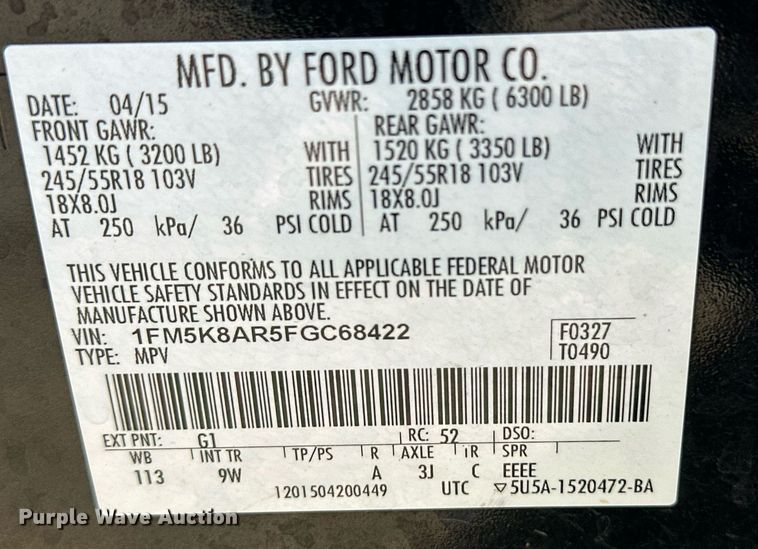 MFD. BY FORD MOTOR CO.
DATE: 04/15 GVWR: 2858 KG ( 6300 LB)
FRONT GAWR: REAR GAWR:
1452 KG ( 3200 LB) WITH 1520 KG ( 3350 LB) WITH
245/55R18 103V TIRES 245/55R18 103V TIRES
18X8.0J RIMS 18X8.0J RIMS
AT 250 kPa/ 36 PSI COLD AT 250 kPa/ 36 PSI COLD
THIS VEHICLE CONFORMS TO ALL APPLICABLE FEDERAL MOTOR
VEHICLE SAFETY STANDARDS IN EFFECT ON THE DATE OF
MANUFACTURE SHOWN ABOVE.
VIN: 1FM5K8AR5FGC68422 F0327
TYPE: MPV T0490
EXT PNT: G1 RC: 52 DSO:
WB INT TR TP/PS R AXLE TR SPR
113 9W A 3J C EEEE
1201504200449 UTC ▽5U5A-1520472-BA
Purple Wave Auction